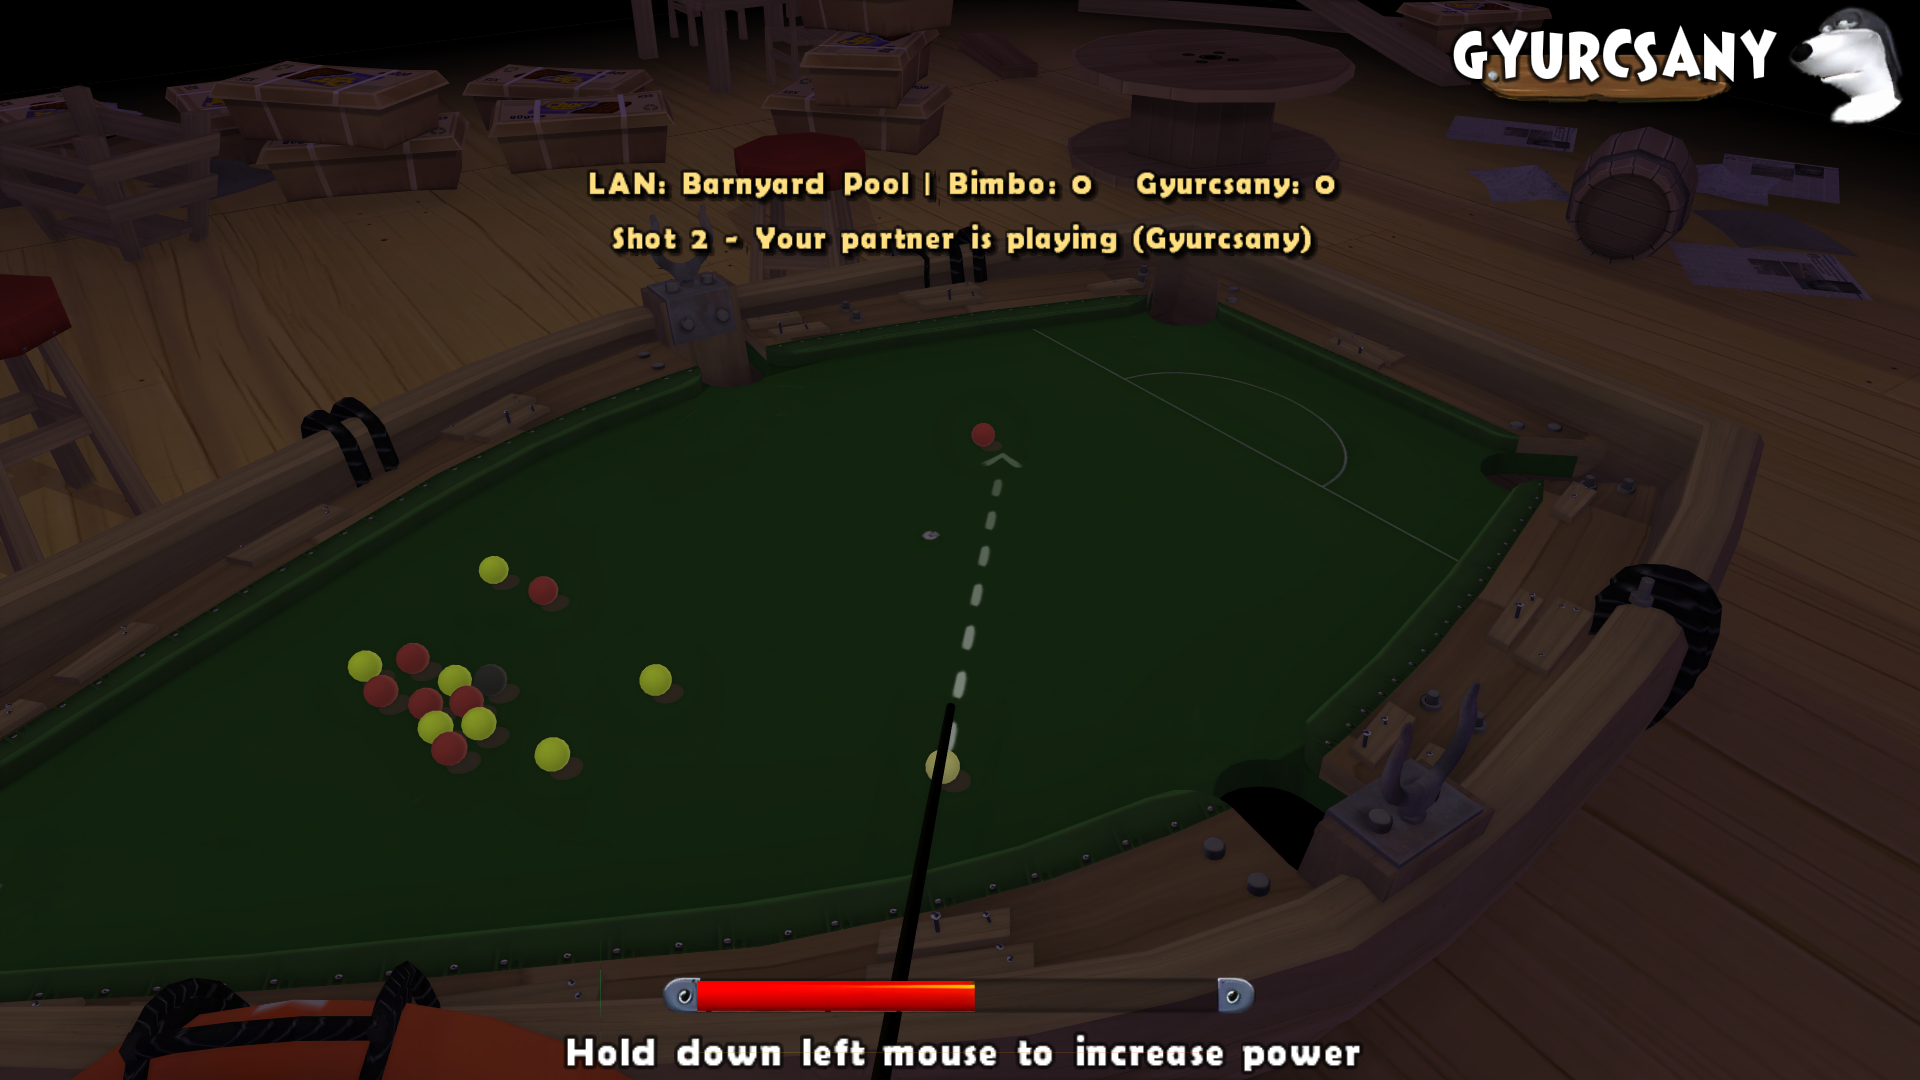 GYURCSANY
LAN: Barnyard Pool | Bimbo: 0 Gyurcsany: 0
Shot 2 - Your partner is playing (Gyurcsany)
Hold down left mouse to increase power